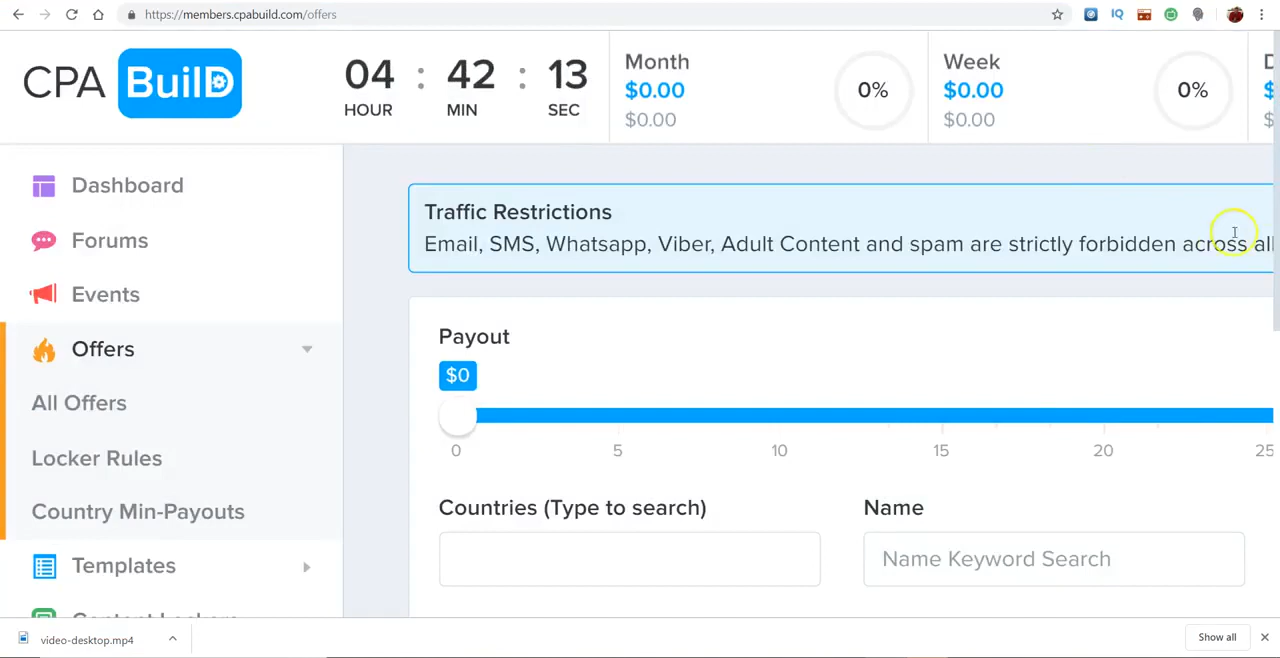 https://members.cpabuild.com/offers
IQ
CPA BuilD
04 : 42 : 13
HOUR MIN SEC
Month
$0.00
$0.00
0%
Week
$0.00
$0.00
0%
Dashboard
Forums
Events
Offers
All Offers
Locker Rules
Country Min-Payouts
Templates
Traffic Restrictions
Email, SMS, Whatsapp, Viber, Adult Content and spam are strictly forbidden across all
Payout
$0
0 5 10 15 20 25
Countries (Type to search)
Name
Name Keyword Search
video-desktop.mp4
Show all